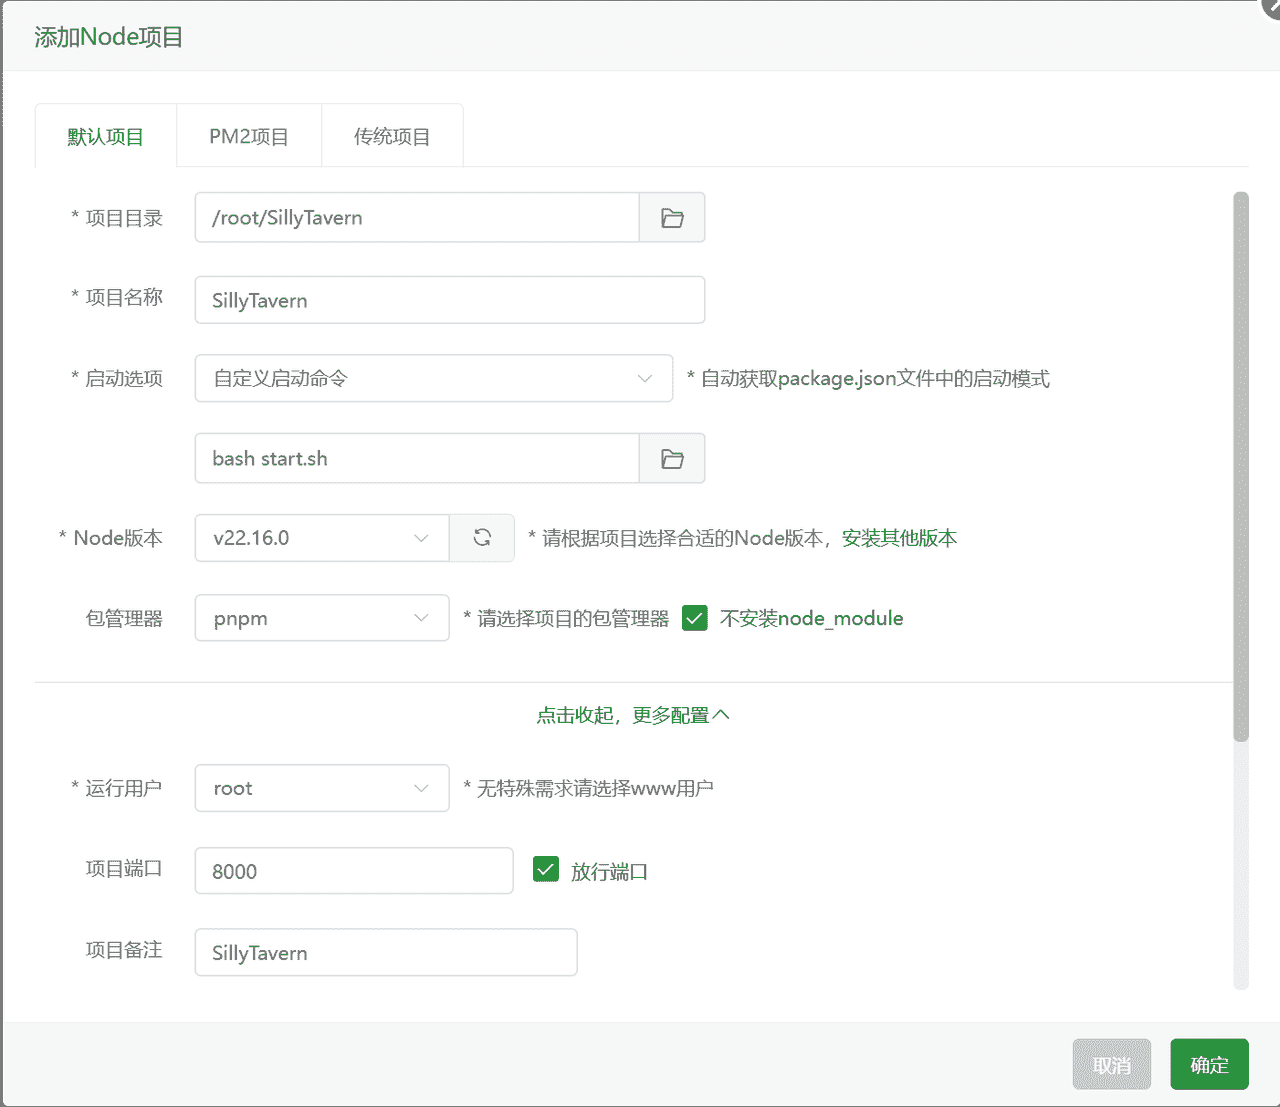 添加Node项目
默认项目 PM2项目 传统项目
* 项目目录 /root/SillyTavern
* 项目名称 SillyTavern
* 启动选项 自定义启动命令 * 自动获取package.json文件中的启动模式
bash start.sh
* Node版本 v22.16.0 * 请根据项目选择合适的Node版本，安装其他版本
包管理器 pnpm * 请选择项目的包管理器 不安装node_module
点击收起，更多配置
* 运行用户 root * 无特殊需求请选择www用户
项目端口 8000 放行端口
项目备注 SillyTavern
取消 确定